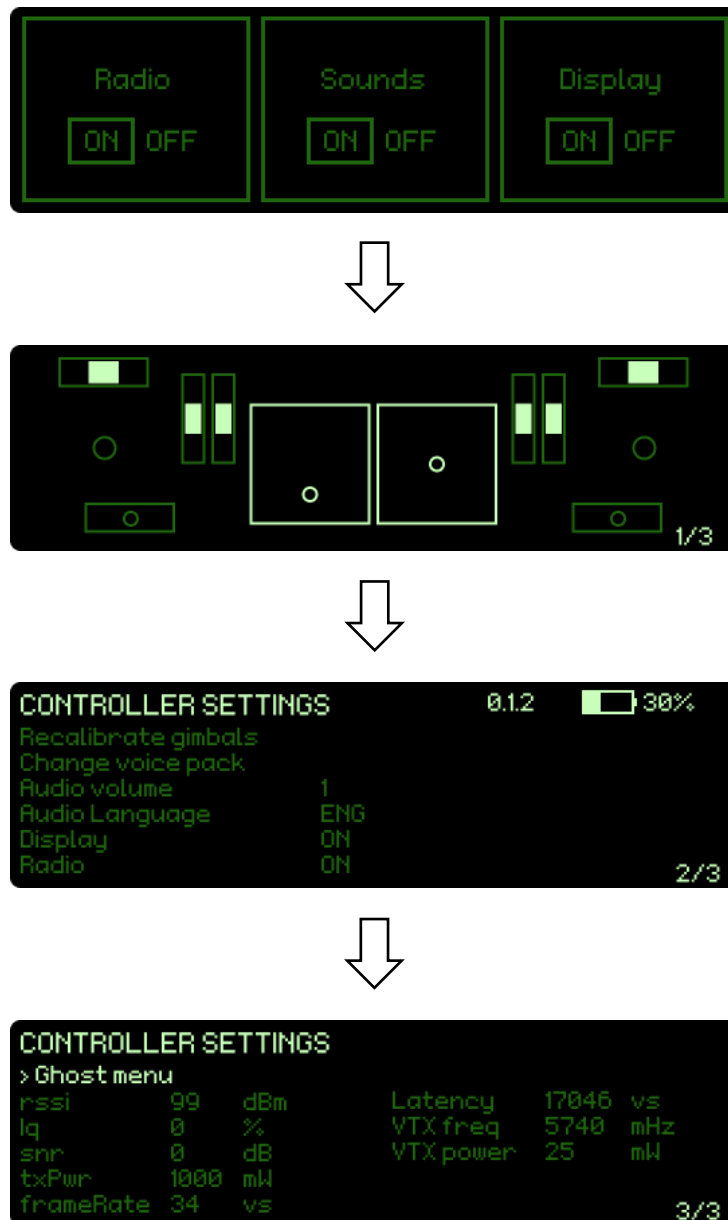 Radio Sounds Display
ON OFF ON OFF ON OFF
1/3
CONTROLLER SETTINGS 0.1.2 30%
Recalibrate gimbals
Change voice pack
Audio volume 1
Audio Language ENG
Display ON
Radio ON
2/3
CONTROLLER SETTINGS
> Ghost menu
rssi 99 dBm Latency 17046 vs
lq 0 % VTX freq 5740 mHz
snr 0 dB VTX power 25 mW
txPwr 1000 mW
frameRate 34 vs
3/3